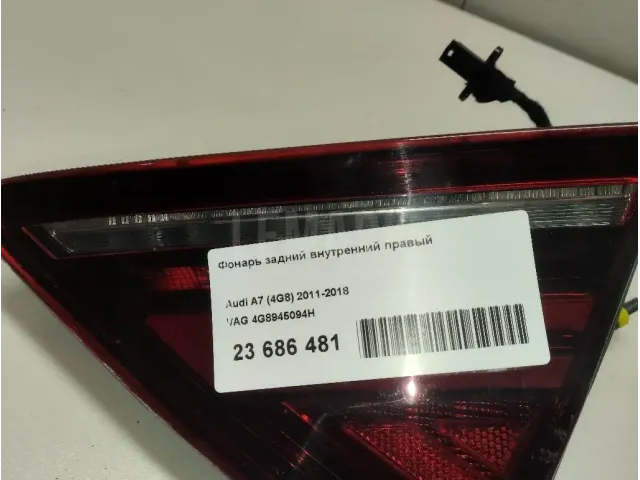 Фонарь задний внутренний правый
Audi A7 (4G8) 2011-2018
VAG 4G8945094H
23 686 481